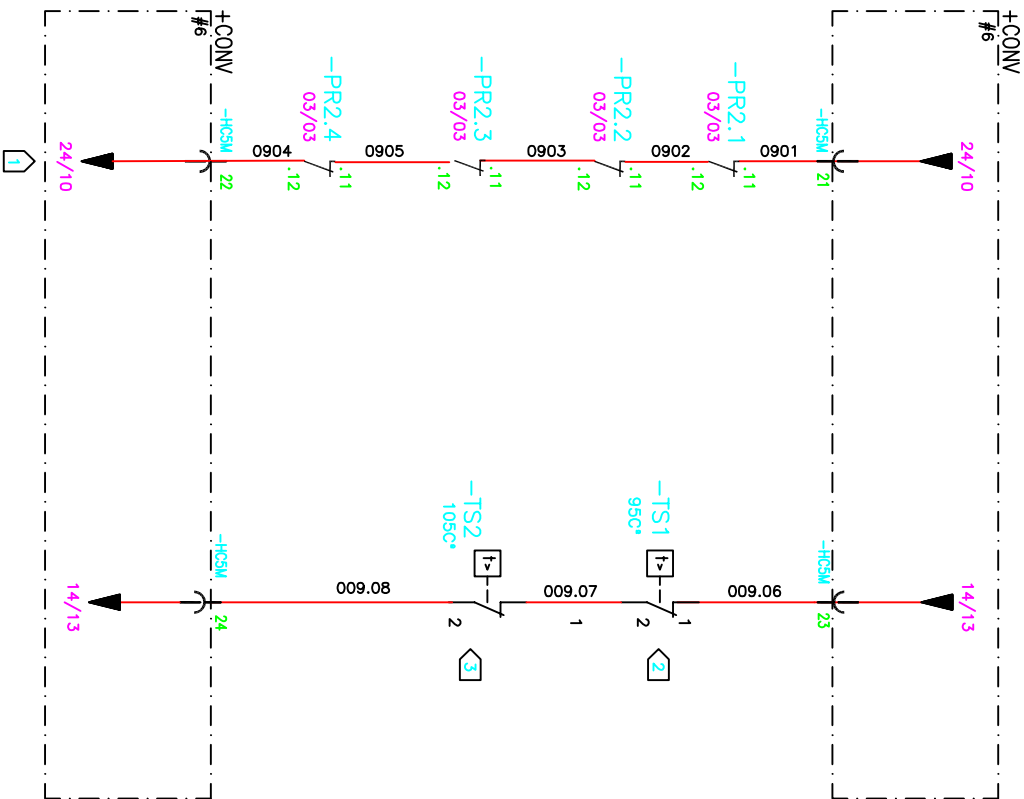 +CONV
#6
24/10
14/13
-HC5M
21
-HC5M
23
0901
009.06
-PR2.1
03/03
.11
.12
0902
-TS1
95C°
t>
1
2
2
-PR2.2
03/03
.11
.12
0903
009.07
1
-PR2.3
03/03
.11
.12
0905
-TS2
105C°
t>
2
3
-PR2.4
03/03
.11
.12
0904
009.08
-HC5M
22
-HC5M
24
+CONV
#6
24/10
14/13
1